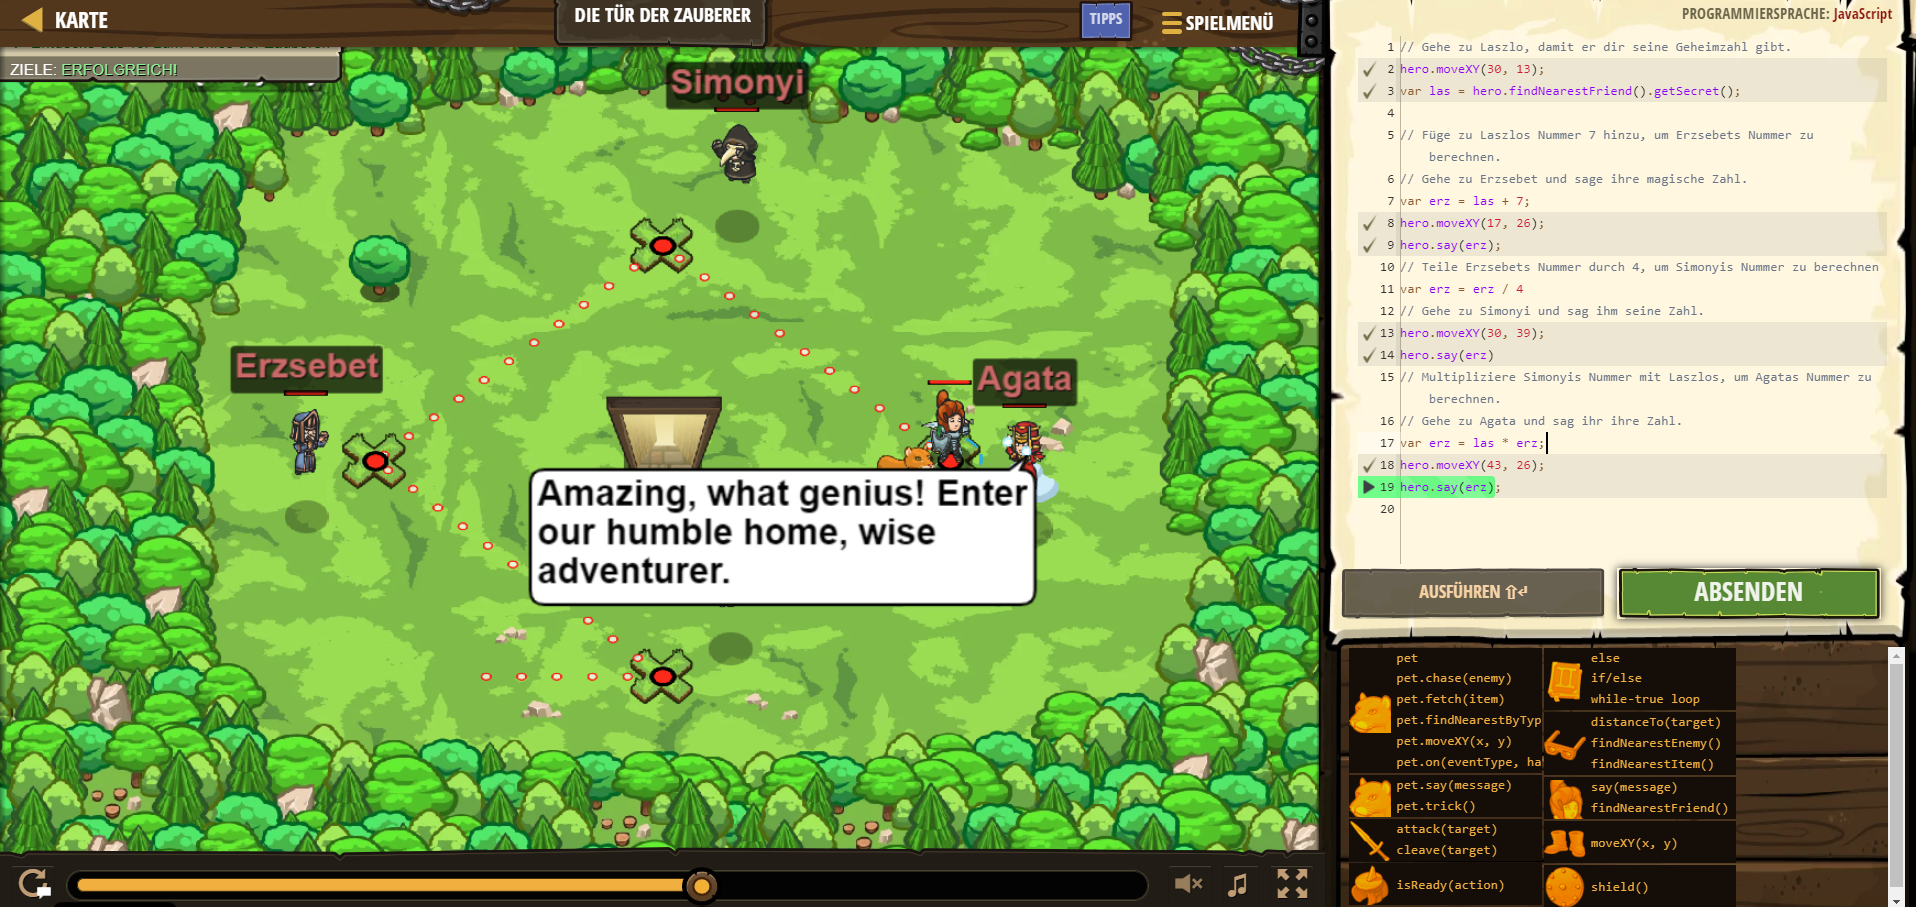 KARTE
DIE TÜR DER ZAUBERER
TIPPS
SPIELMENÜ
ZIELE: ERFOLGREICH!
Simonyi
Erzsebet
Agata
Amazing, what genius! Enter
our humble home, wise
adventurer.
PROGRAMMIERSPRACHE: JavaScript
1 // Gehe zu Laszlo, damit er dir seine Geheimzahl gibt.
2 hero.moveXY(30, 13);
3 var las = hero.findNearestFriend().getSecret();
4
5 // Füge zu Laszlos Nummer 7 hinzu, um Erzsebets Nummer zu
berechnen.
6 // Gehe zu Erzsebet und sage ihre magische Zahl.
7 var erz = las + 7;
8 hero.moveXY(17, 26);
9 hero.say(erz);
10 // Teile Erzsebets Nummer durch 4, um Simonyis Nummer zu berechnen
11 var erz = erz / 4
12 // Gehe zu Simonyi und sag ihm seine Zahl.
13 hero.moveXY(30, 39);
14 hero.say(erz)
15 // Multipliziere Simonyis Nummer mit Laszlos, um Agatas Nummer zu
berechnen.
16 // Gehe zu Agata und sag ihr ihre Zahl.
17 var erz = las * erz;
18 hero.moveXY(43, 26);
19 hero.say(erz);
20
AUSFÜHREN ⇧↵
ABSENDEN
pet
pet.chase(enemy)
pet.fetch(item)
pet.findNearestByTyp
pet.moveXY(x, y)
pet.on(eventType, ha
pet.say(message)
pet.trick()
attack(target)
cleave(target)
isReady(action)
else
if/else
while-true loop
distanceTo(target)
findNearestEnemy()
findNearestItem()
say(message)
findNearestFriend()
moveXY(x, y)
shield()